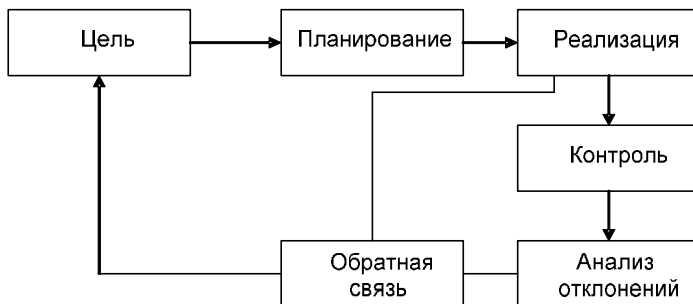 Цель
Планирование
Реализация
Контроль
Обратная
связь
Анализ
отклонений